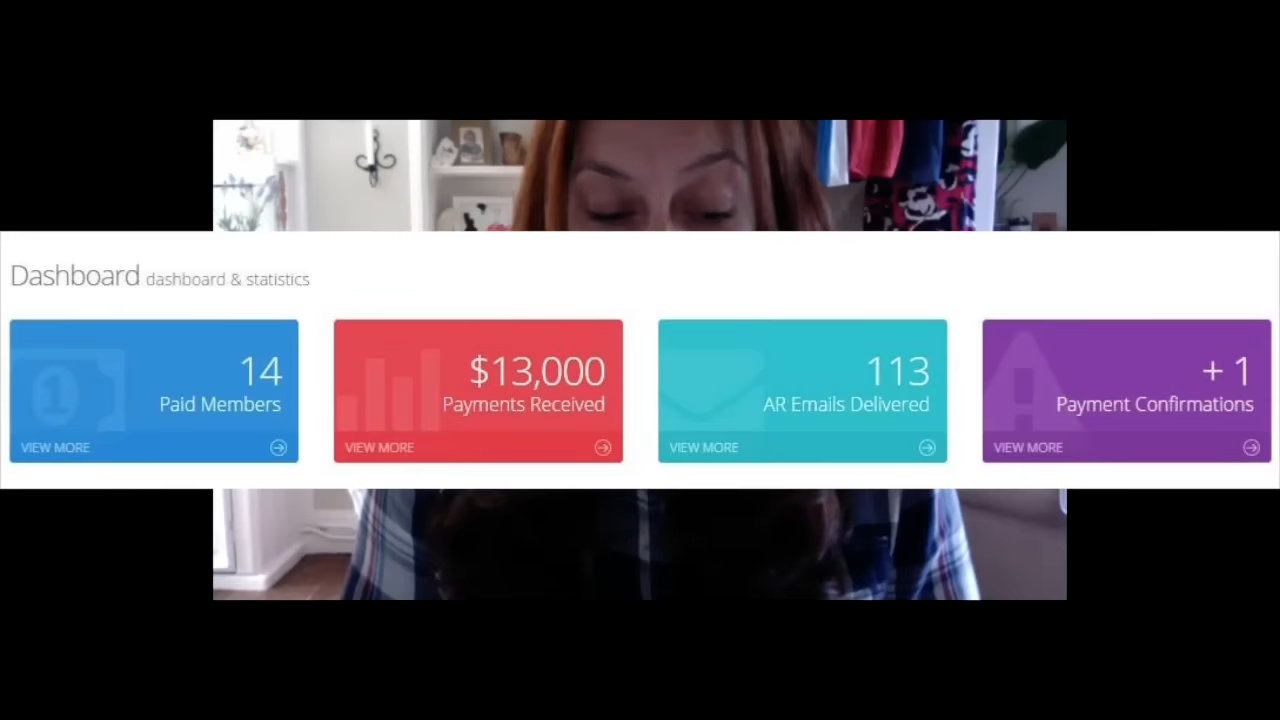 Dashboard dashboard & statistics
14
Paid Members
VIEW MORE
$13,000
Payments Received
VIEW MORE
113
AR Emails Delivered
VIEW MORE
+ 1
Payment Confirmations
VIEW MORE